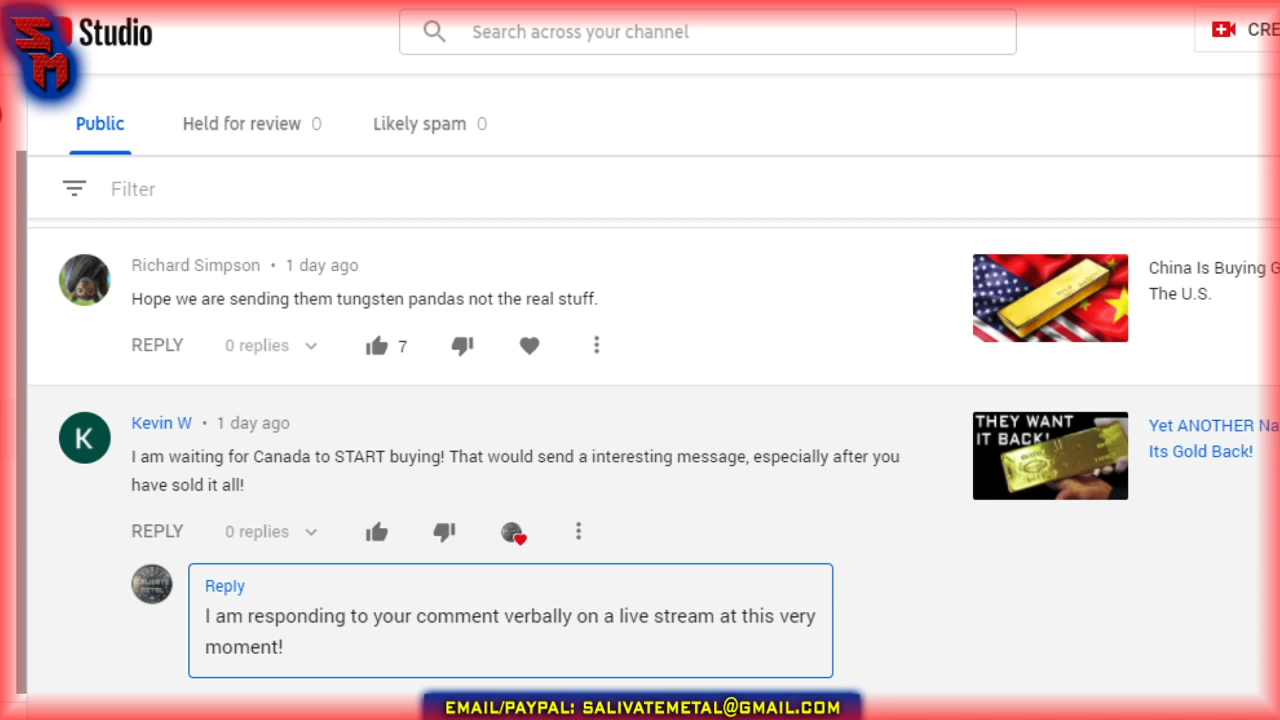 SM
Studio
Search across your channel
CRE
Public
Held for review 0
Likely spam 0
Filter
Richard Simpson • 1 day ago
Hope we are sending them tungsten pandas not the real stuff.
REPLY
0 replies
7
China Is Buying G
The U.S.
K
Kevin W • 1 day ago
I am waiting for Canada to START buying! That would send a interesting message, especially after you
have sold it all!
THEY WANT
IT BACK!
Yet ANOTHER Na
Its Gold Back!
REPLY
0 replies
Reply
I am responding to your comment verbally on a live stream at this very
moment!
EMAIL/PAYPAL: SALIVATEMETAL@GMAIL.COM